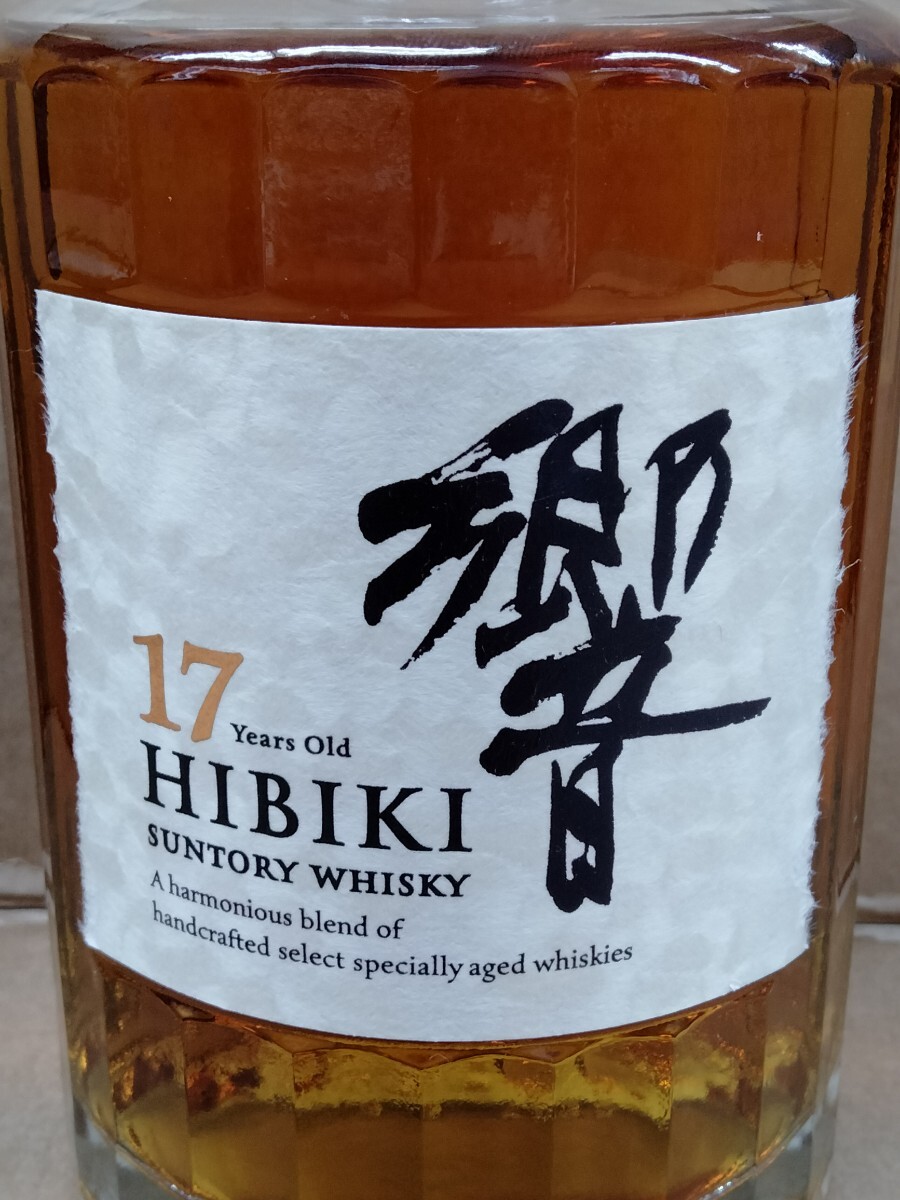 響
17 Years Old
HIBIKI
SUNTORY WHISKY
A harmonious blend of
handcrafted select specially aged whiskies